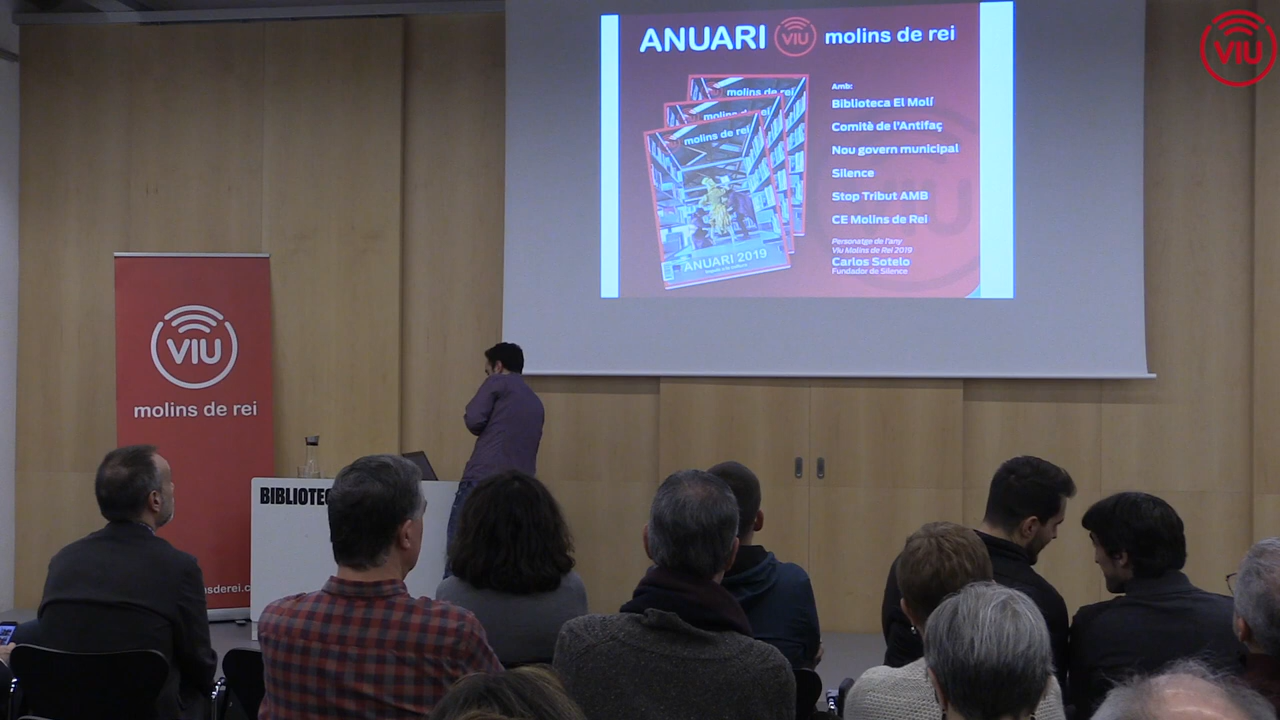 ANUARI VIU molins de rei
VIU
Amb:
Biblioteca El Molí
Comitè de l'Antifaç
Nou govern municipal
Silence
Stop Tribut AMB
CE Molins de Rei
Personatge de l'any
Viu Molins de Rei 2019
Carlos Sotelo
Fundador de Silence
molins de rei
molins de rei
molins de rei
ANUARI 2019
VIU
molins de rei
BIBLIOTEC
nsderei.c